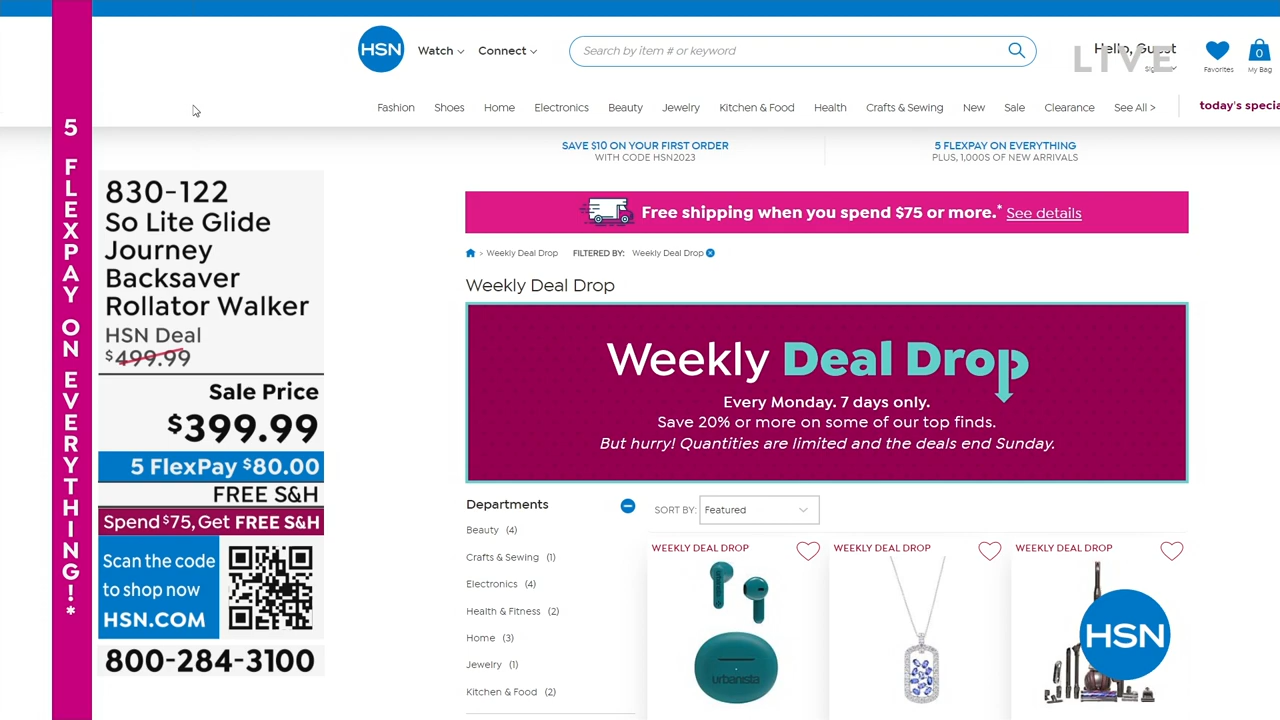 5 FLEXPAY ON EVERYTHING!*
HSN
Watch
Connect
Search by item # or keyword
Hello, Guest
LIVE
Favorites
0
My Bag
Fashion
Shoes
Home
Electronics
Beauty
Jewelry
Kitchen & Food
Health
Crafts & Sewing
New
Sale
Clearance
See All >
today's specia
SAVE $10 ON YOUR FIRST ORDER
WITH CODE HSN2023
5 FLEXPAY ON EVERYTHING
PLUS, 1,000S OF NEW ARRIVALS
830-122
So Lite Glide
Journey
Backsaver
Rollator Walker
HSN Deal
$499.99
Sale Price
$399.99
5 FlexPay $80.00
FREE S&H
Spend $75, Get FREE S&H
Scan the code
to shop now
HSN.COM
800-284-3100
Free shipping when you spend $75 or more.* See details
> Weekly Deal Drop FILTERED BY: Weekly Deal Drop
Weekly Deal Drop
Weekly Deal Drop
Every Monday. 7 days only.
Save 20% or more on some of our top finds.
But hurry! Quantities are limited and the deals end Sunday.
Departments
Beauty (4)
Crafts & Sewing (1)
Electronics (4)
Health & Fitness (2)
Home (3)
Jewelry (1)
Kitchen & Food (2)
SORT BY: Featured
WEEKLY DEAL DROP
urbanista
WEEKLY DEAL DROP
WEEKLY DEAL DROP
HSN